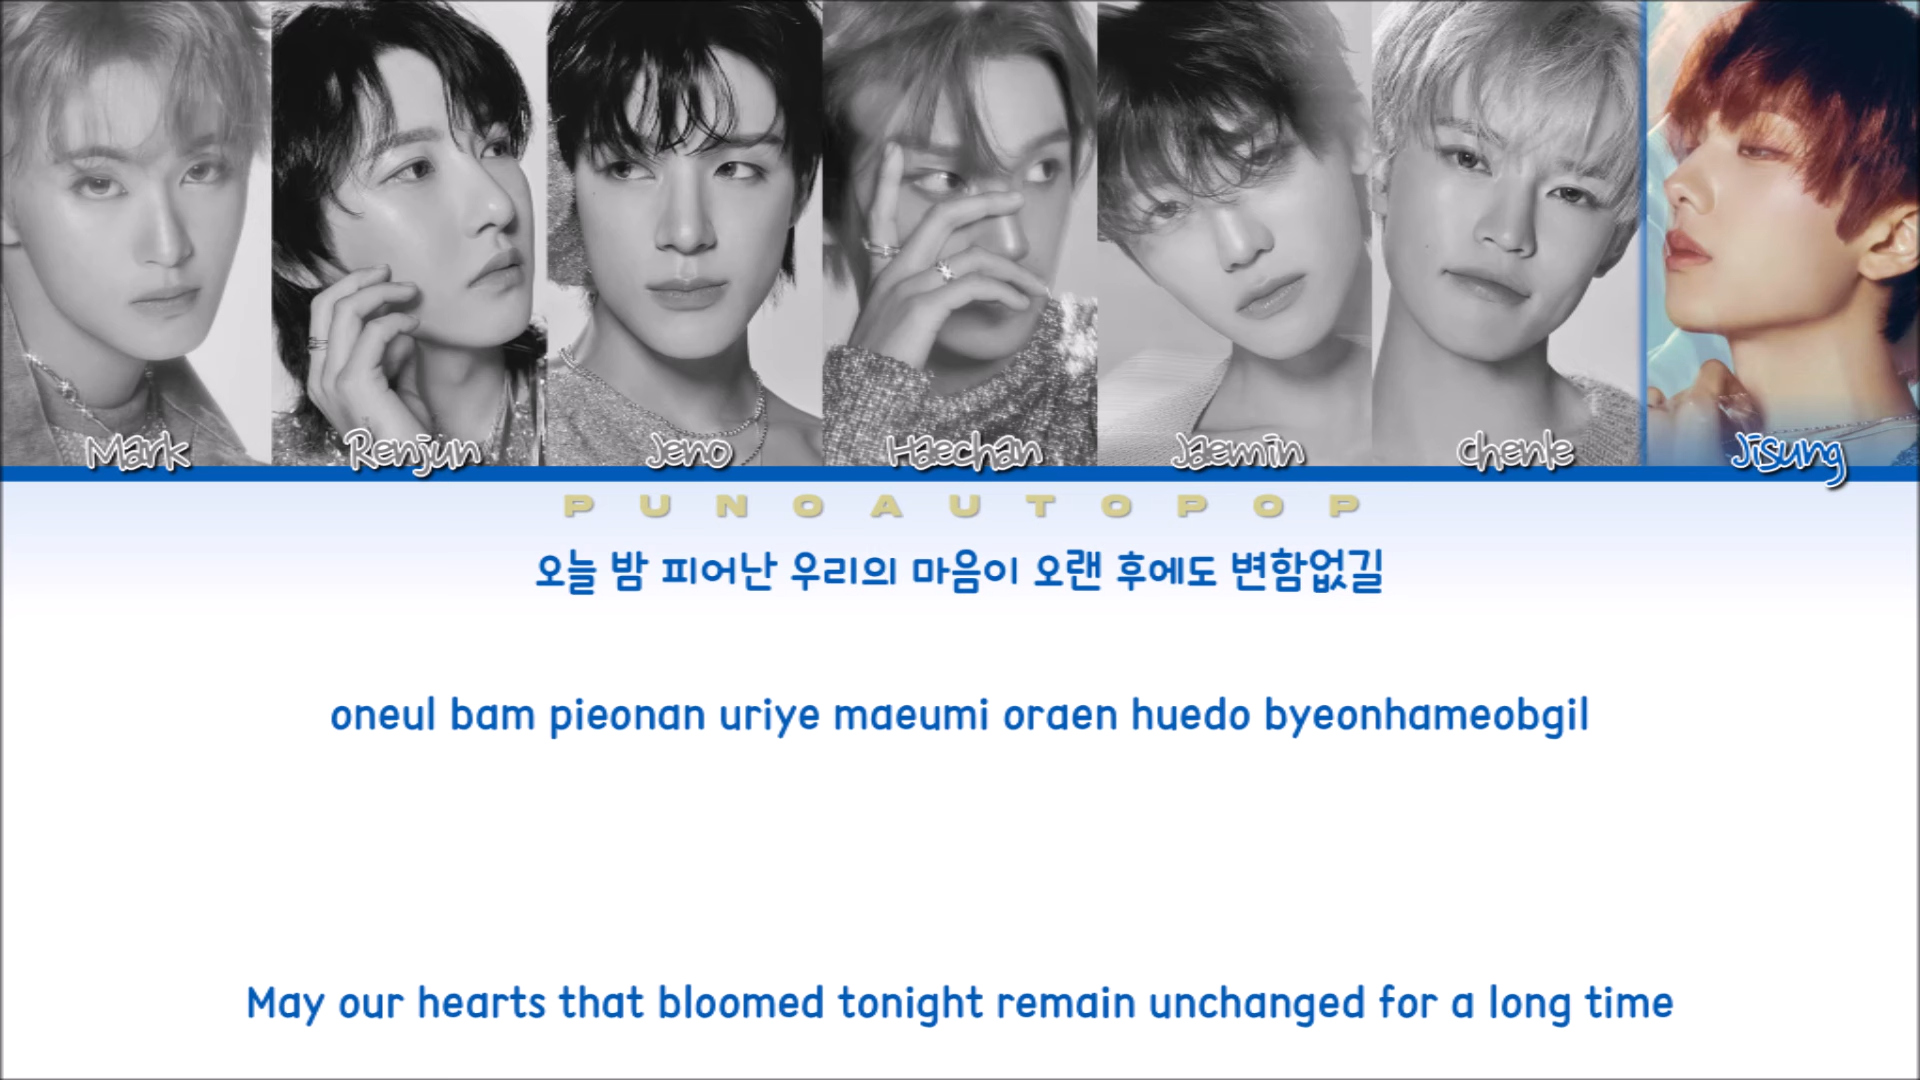 Mark Renjun Jeno Haechan Jaemin Chenle Jisung
PUNOAUTOPOP
오늘 밤 피어난 우리의 마음이 오랜 후에도 변함없길
oneul bam pieonan uriye maeumi oraen huedo byeonhameobgil
May our hearts that bloomed tonight remain unchanged for a long time